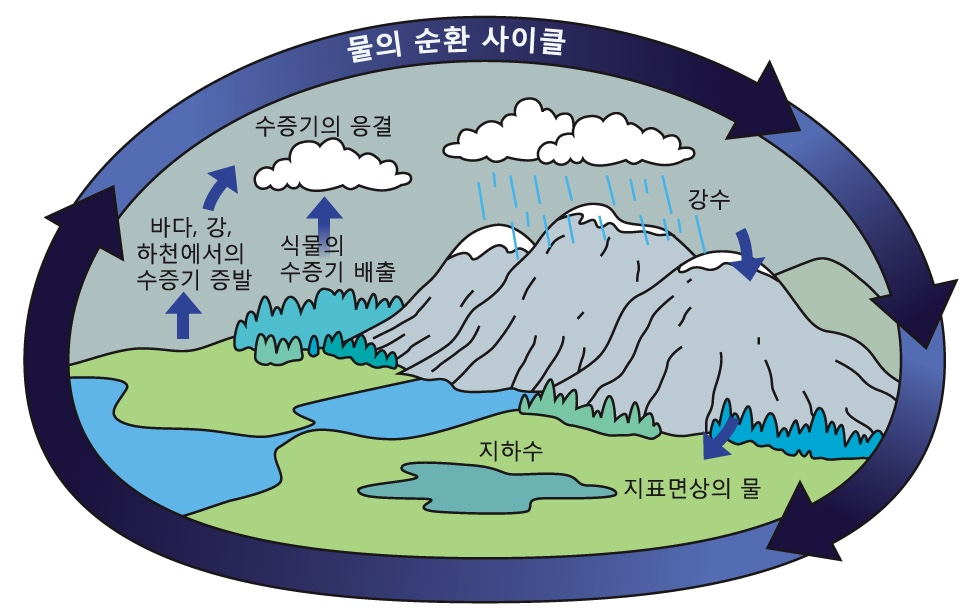 물의 순환 사이클
수증기의 응결
강수
바다, 강,
하천에서의
수증기 증발
식물의
수증기 배출
지하수
지표면상의 물